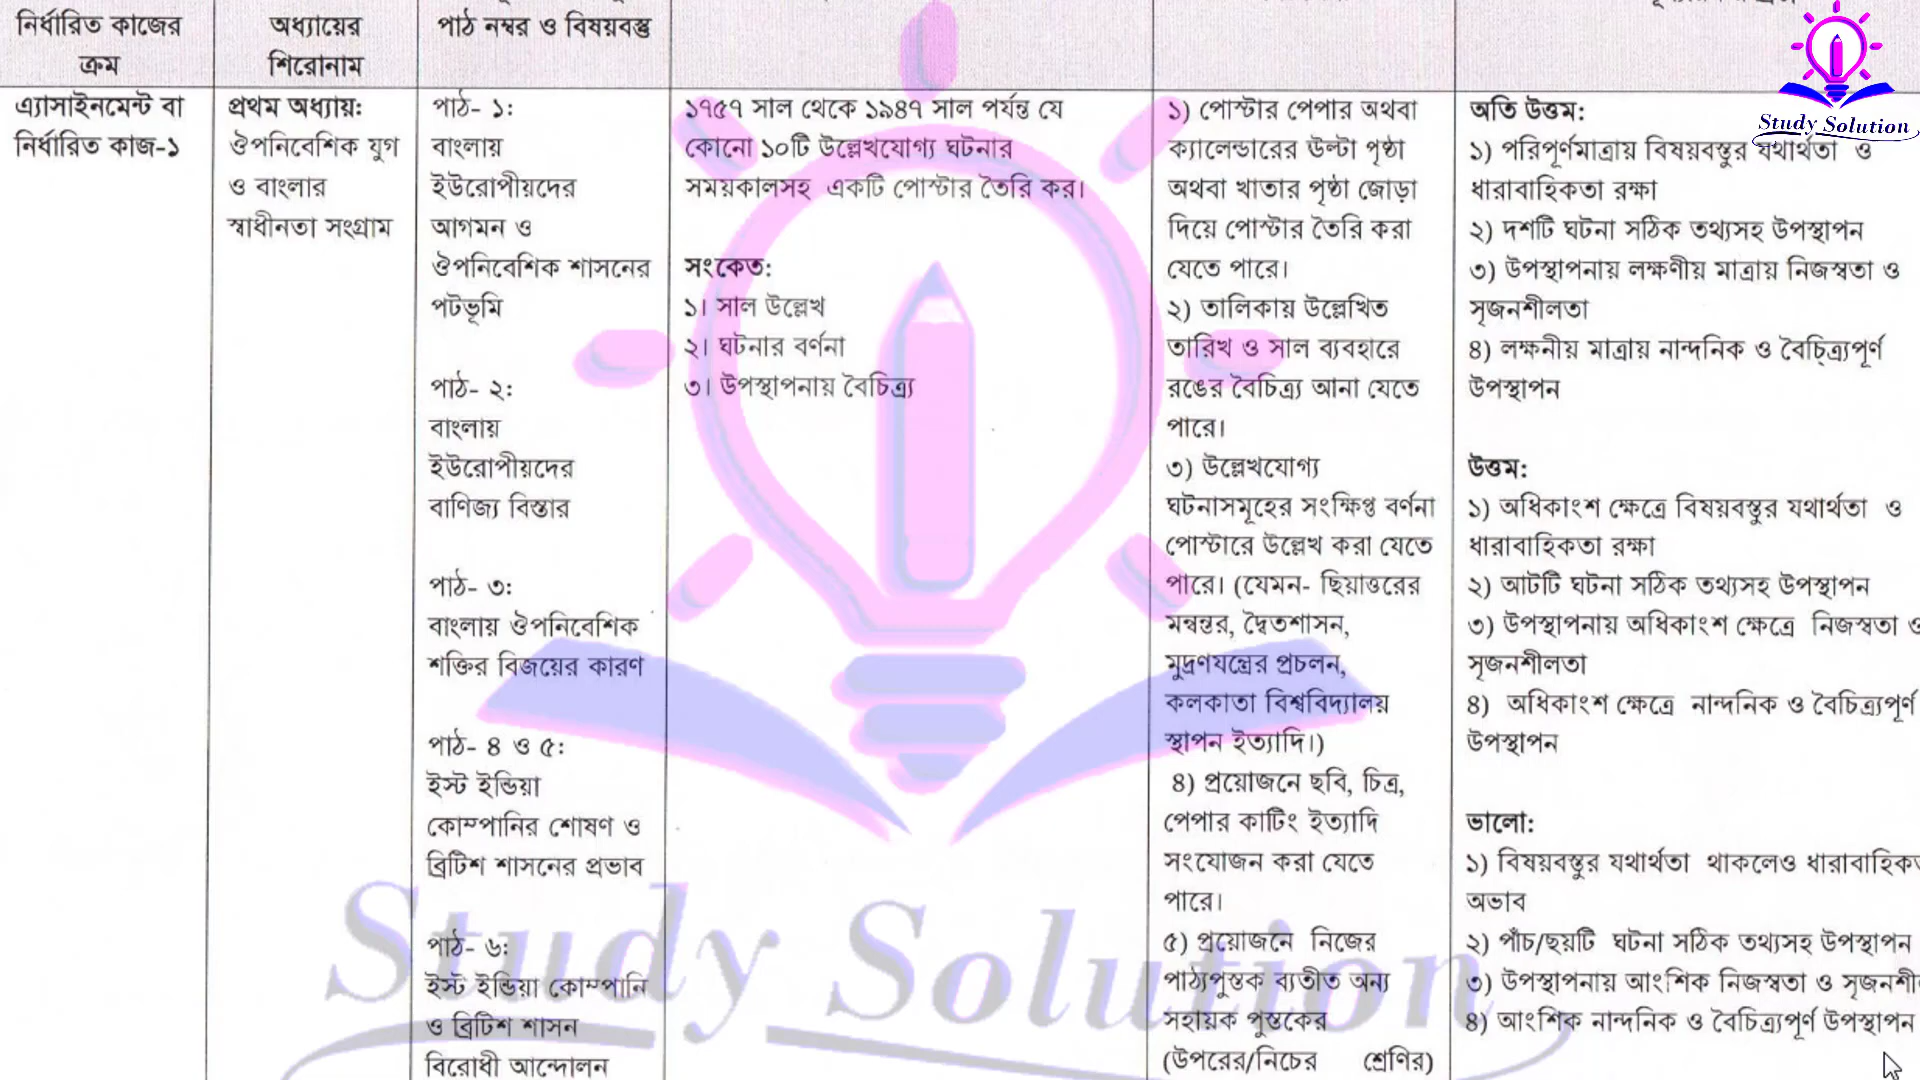 নির্ধারিত কাজের
ক্রম
অধ্যায়ের
শিরোনাম
পাঠ নম্বর ও বিষয়বস্তু
এ্যাসাইনমেন্ট বা
নির্ধারিত কাজ-১
প্রথম অধ্যায়:
ঔপনিবেশিক যুগ
ও বাংলার
স্বাধীনতা সংগ্রাম
পাঠ- ১:
বাংলায়
ইউরোপীয়দের
আগমন ও
ঔপনিবেশিক শাসনের
পটভূমি
পাঠ- ২:
বাংলায়
ইউরোপীয়দের
বাণিজ্য বিস্তার
পাঠ- ৩:
বাংলায় ঔপনিবেশিক
শক্তির বিজয়ের কারণ
পাঠ- ৪ ও ৫:
ইস্ট ইন্ডিয়া
কোম্পানির শোষণ ও
ব্রিটিশ শাসনের প্রভাব
পাঠ- ৬:
ইস্ট ইন্ডিয়া কোম্পানি
ও ব্রিটিশ শাসন
বিরোধী আন্দোলন
১৭৫৭ সাল থেকে ১৯৪৭ সাল পর্যন্ত যে
কোনো ১০টি উল্লেখযোগ্য ঘটনার
সময়কালসহ একটি পোস্টার তৈরি কর।
সংকেত:
১। সাল উল্লেখ
২। ঘটনার বর্ণনা
৩। উপস্থাপনায় বৈচিত্র্য
১) পোস্টার পেপার অথবা
ক্যালেন্ডারের উল্টা পৃষ্ঠা
অথবা খাতার পৃষ্ঠা জোড়া
দিয়ে পোস্টার তৈরি করা
যেতে পারে।
২) তালিকায় উল্লেখিত
তারিখ ও সাল ব্যবহারে
রঙের বৈচিত্র্য আনা যেতে
পারে।
৩) উল্লেখযোগ্য
ঘটনাসমূহের সংক্ষিপ্ত বর্ণনা
পোস্টারে উল্লেখ করা যেতে
পারে। (যেমন- ছিয়াত্তরের
মন্বন্তর, দ্বৈতশাসন,
মুদ্রণযন্ত্রের প্রচলন,
কলকাতা বিশ্ববিদ্যালয়
স্থাপন ইত্যাদি।)
৪) প্রয়োজনে ছবি, চিত্র,
পেপার কাটিং ইত্যাদি
সংযোজন করা যেতে
পারে।
৫) প্রয়োজনে নিজের
পাঠ্যপুস্তক ব্যতীত অন্য
সহায়ক পুস্তকের
(উপরের/নিচের শ্রেণির)
অতি উত্তম:
১) পরিপূর্ণমাত্রায় বিষয়বস্তুর যথার্থতা ও
ধারাবাহিকতা রক্ষা
২) দশটি ঘটনা সঠিক তথ্যসহ উপস্থাপন
৩) উপস্থাপনায় লক্ষণীয় মাত্রায় নিজস্বতা ও
সৃজনশীলতা
৪) লক্ষনীয় মাত্রায় নান্দনিক ও বৈচিত্র্যপূর্ণ
উপস্থাপন
উত্তম:
১) অধিকাংশ ক্ষেত্রে বিষয়বস্তুর যথার্থতা ও
ধারাবাহিকতা রক্ষা
২) আটটি ঘটনা সঠিক তথ্যসহ উপস্থাপন
৩) উপস্থাপনায় অধিকাংশ ক্ষেত্রে নিজস্বতা ও
সৃজনশীলতা
৪) অধিকাংশ ক্ষেত্রে নান্দনিক ও বৈচিত্র্যপূর্ণ
উপস্থাপন
ভালো:
১) বিষয়বস্তুর যথার্থতা থাকলেও
অভাব
২) পাঁচ/ছয়টি ঘটনা সঠিক তথ্যসহ উপস্থাপন
৩) উপস্থাপনায় আংশিক নিজস্বতা ও
৪) আংশিক নান্দনিক ও বৈচিত্র্যপূর্ণ উপস্থাপন
Study Solution
Study Solution